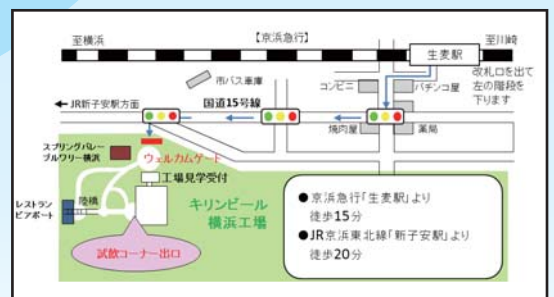 至横浜
【京浜急行】
至川崎
生麦駅
改札口を出て
左の階段を
下ります
市バス車庫
コンビニ
パチンコ屋
← JR新子安駅方面
国道15号線
焼肉屋
薬局
スプリングバレー
ブルワリー横浜
ウェルカムゲート
工場見学受付
レストラン
ビアポート
陸橋
キリンビール
横浜工場
試飲コーナー出口
●京浜急行「生麦駅」より
徒歩15分
●JR京浜東北線「新子安駅」より
徒歩20分